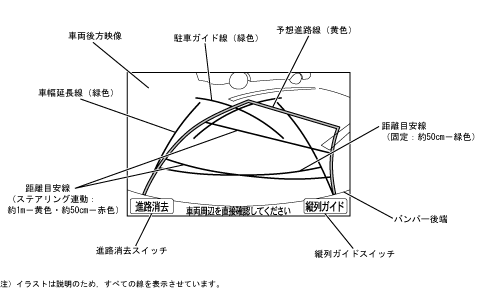 車両後方映像
駐車ガイド線（緑色）
予想進路線（黄色）
車幅延長線（緑色）
距離目安線
（固定：約50cm―緑色）
距離目安線
（ステアリング連動：
約1m―黄色・約50cm―赤色）
進路消去
車両周辺を直接確認してください
縦列ガイド
バンパー後端
進路消去スイッチ
縦列ガイドスイッチ
注）イラストは説明のため、すべての線を表示させています。